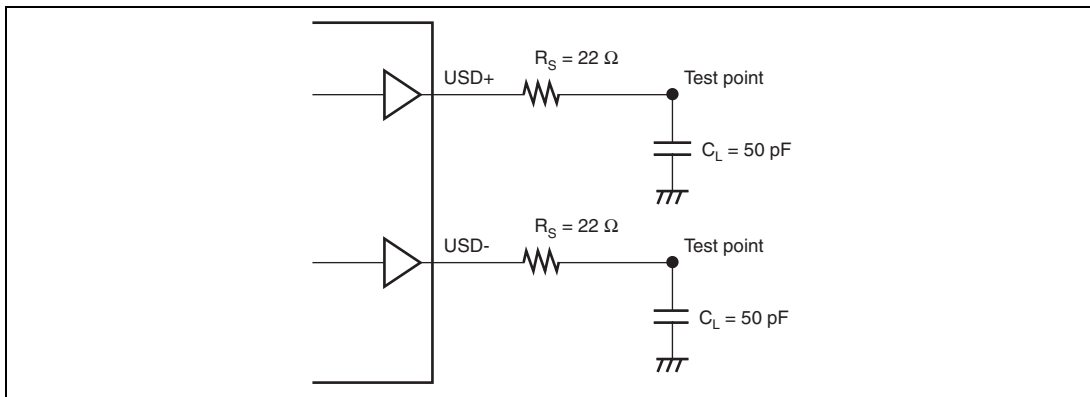 USD+
R_S = 22 Ω
Test point
C_L = 50 pF
USD-
R_S = 22 Ω
Test point
C_L = 50 pF